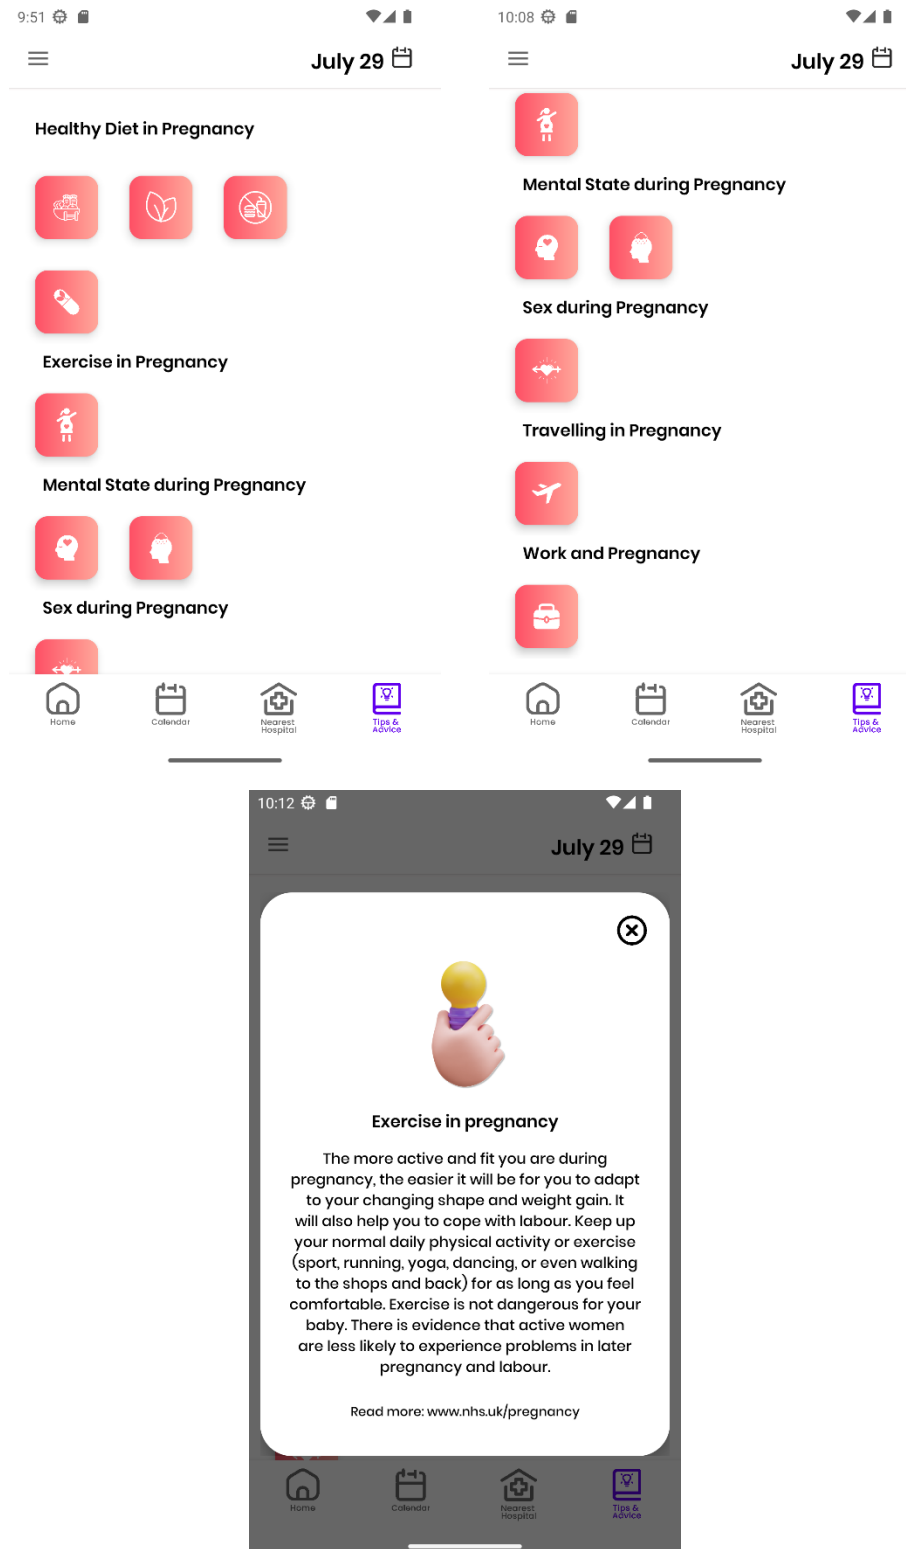 9:51
July 29
Healthy Diet in Pregnancy
Exercise in Pregnancy
Mental State during Pregnancy
Sex during Pregnancy
Home
Calendar
Nearest
Hospital
Tips &
Advice
10:08
July 29
Mental State during Pregnancy
Sex during Pregnancy
Travelling in Pregnancy
Work and Pregnancy
Home
Calendar
Nearest
Hospital
Tips &
Advice
10:12
July 29
Exercise in pregnancy
The more active and fit you are during
pregnancy, the easier it will be for you to adapt
to your changing shape and weight gain. It
will also help you to cope with labour. Keep up
your normal daily physical activity or exercise
(sport, running, yoga, dancing, or even walking
to the shops and back) for as long as you feel
comfortable. Exercise is not dangerous for your
baby. There is evidence that active women
are less likely to experience problems in later
pregnancy and labour.
Read more: www.nhs.uk/pregnancy
Home
Calendar
Nearest
Hospital
Tips &
Advice